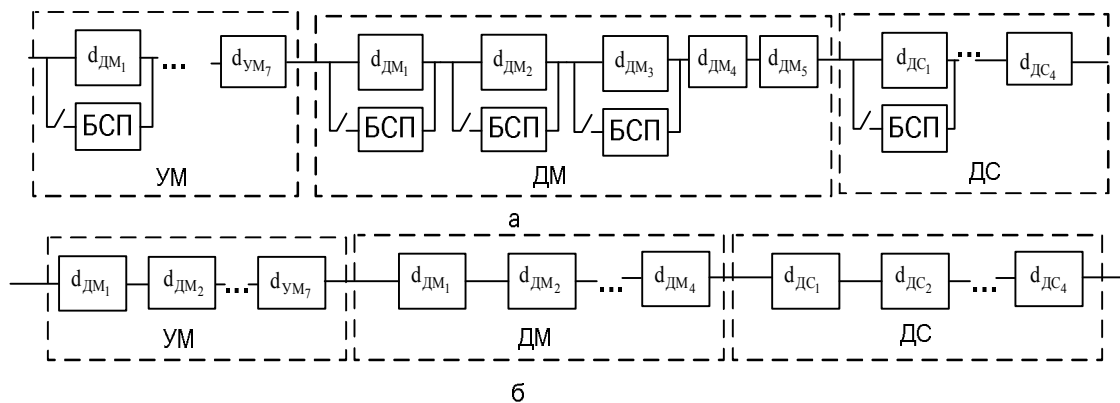 dДМ1 ... dУМ7 dДМ1 dДМ2 dДМ3 dДМ4 dДМ5 dДС1 ... dДС4
БСП БСП БСП БСП БСП
УМ ДМ ДС
а
dДМ1 dДМ2 ... dУМ7 dДМ1 dДМ2 ... dДМ4 dДС1 dДС2 ... dДС4
УМ ДМ ДС
б